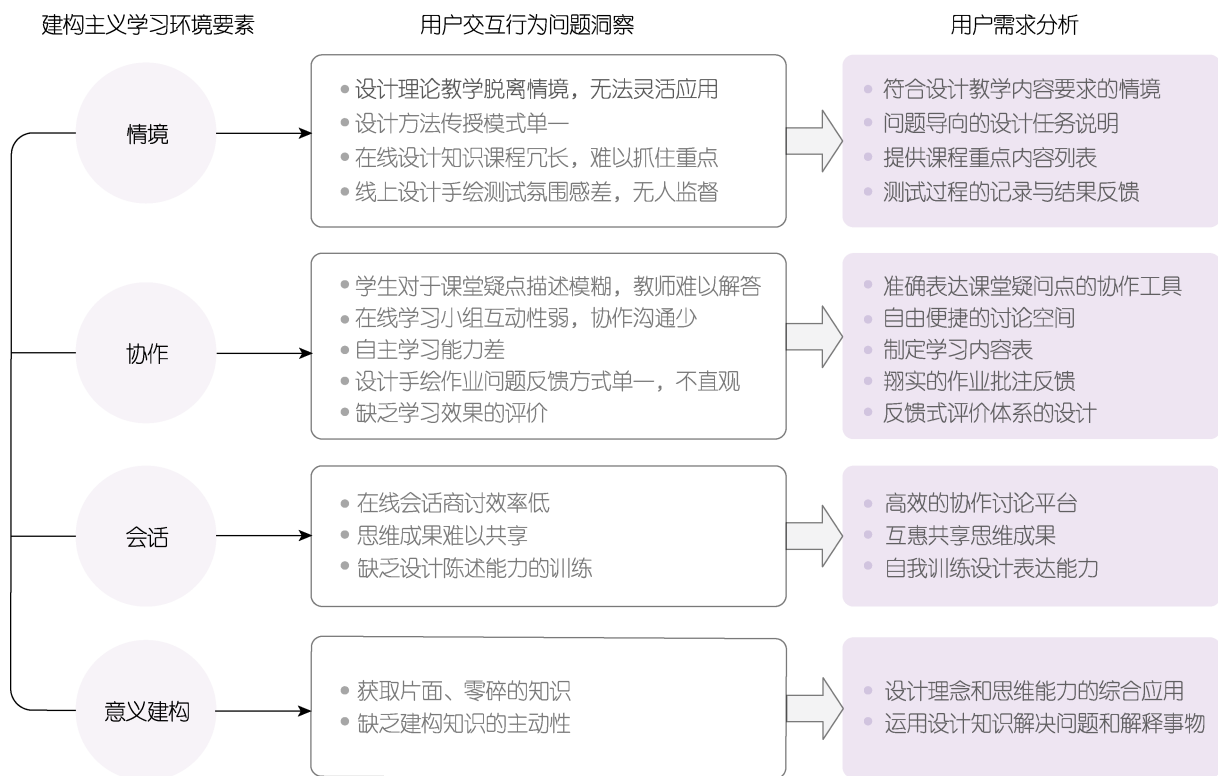 建构主义学习环境要素
用户交互行为问题洞察
用户需求分析
情境
设计理论教学脱离情境，无法灵活应用
设计方法传授模式单一
在线设计知识课程冗长，难以抓住重点
线上设计手绘测试氛围感差，无人监督
符合设计教学内容要求的情境
问题导向的设计任务说明
提供课程重点内容列表
测试过程的记录与结果反馈
协作
学生对于课堂疑点描述模糊，教师难以解答
在线学习小组互动性弱，协作沟通少
自主学习能力差
设计手绘作业问题反馈方式单一，不直观
缺乏学习效果的评价
准确表达课堂疑问点的协作工具
自由便捷的讨论空间
制定学习内容表
翔实的作业批注反馈
反馈式评价体系的设计
会话
在线会话商讨效率低
思维成果难以共享
缺乏设计陈述能力的训练
高效的协作讨论平台
互惠共享思维成果
自我训练设计表达能力
意义建构
获取片面、零碎的知识
缺乏建构知识的主动性
设计理念和思维能力的综合应用
运用设计知识解决问题和解释事物